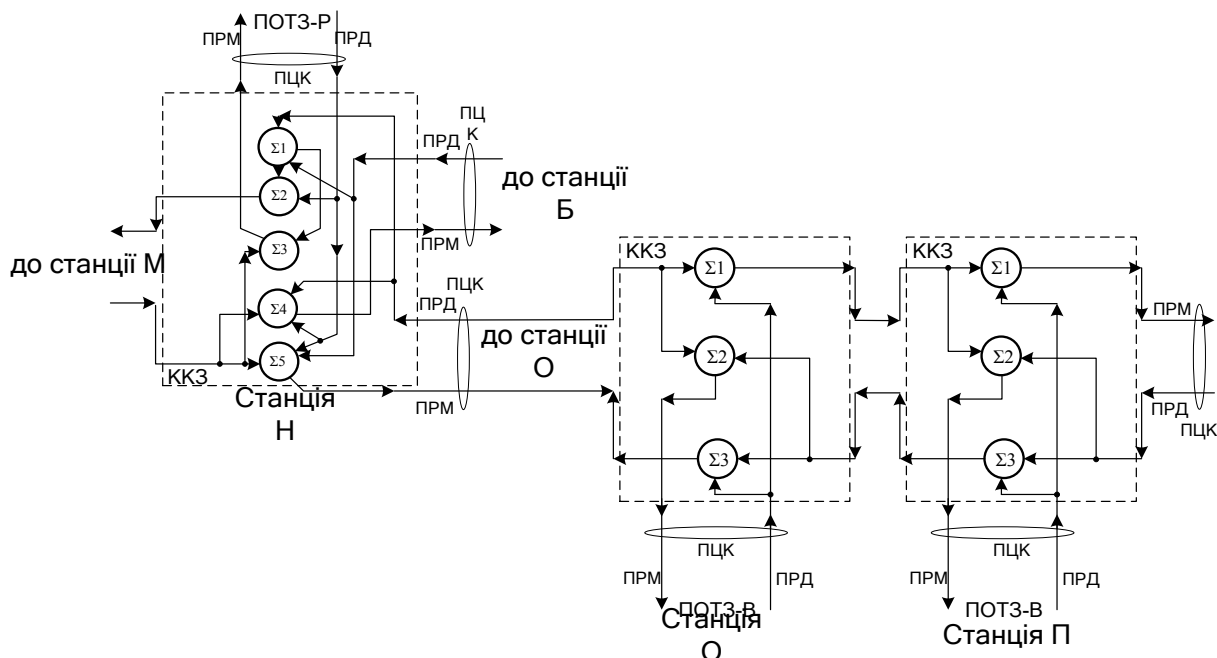 ПОТЗ-Р
ПРМ
ПРД
ПЦК
Σ1
Σ2
Σ3
Σ4
Σ5
ККЗ
Станція
Н
до станції М
ПЦ
К
ПРД
до станції
Б
ПРМ
ПЦК
ПРД
до станції
О
ПРМ
ККЗ
Σ1
Σ2
Σ3
ПЦК
ПРМ
ПРД
ПОТЗ-В
Станція
О
ККЗ
Σ1
Σ2
Σ3
ПРМ
ПРД
ПЦК
ПЦК
ПРМ
ПРД
ПОТЗ-В
Станція П